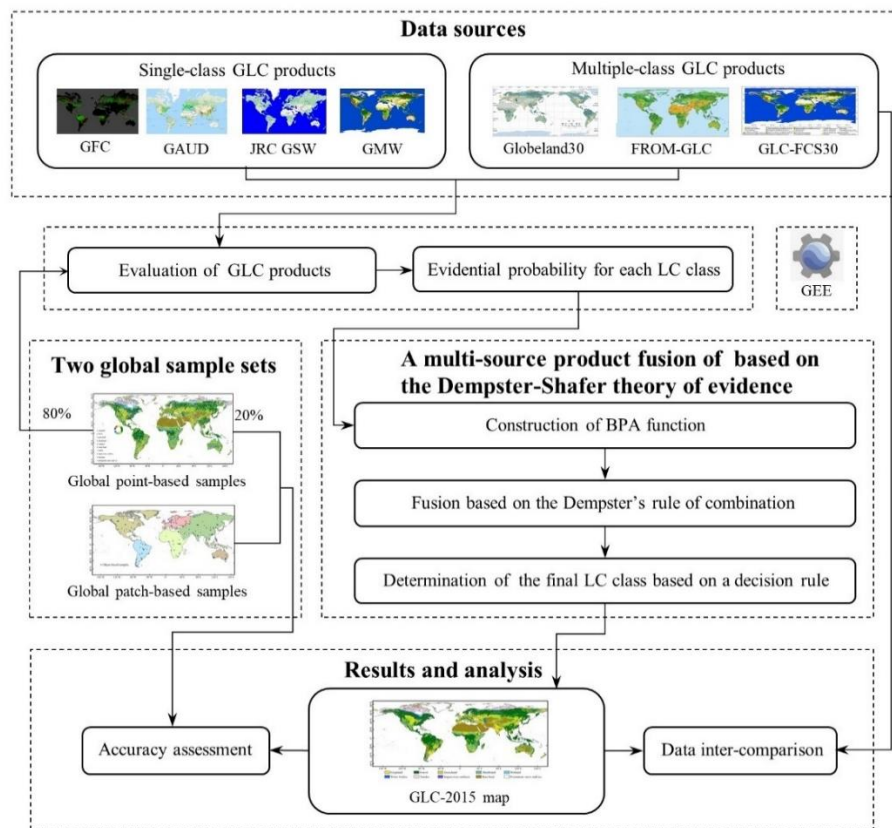 Data sources
Single-class GLC products
Multiple-class GLC products
GFC
GAUD
JRC GSW
GMW
Globeland30
FROM-GLC
GLC-FCS30
Evaluation of GLC products
Evidential probability for each LC class
GEE
Two global sample sets
80%
20%
Global point-based samples
Global patch-based samples
A multi-source product fusion of based on
the Dempster-Shafer theory of evidence
Construction of BPA function
Fusion based on the Dempster's rule of combination
Determination of the final LC class based on a decision rule
Results and analysis
Accuracy assessment
GLC-2015 map
Data inter-comparison